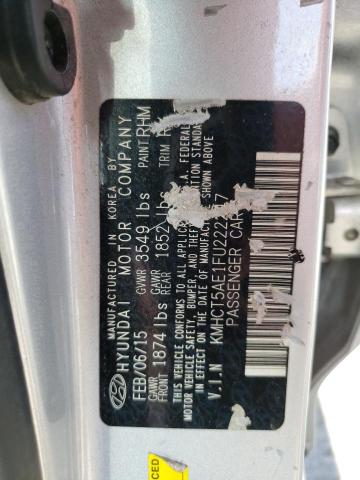 MANUFACTURED IN KOREA BY
HYUNDAI MOTOR COMPANY
FEB/06/15 GVWR 3549 lbs PAINT RHM
GAWR FRONT 1874 lbs GAWR REAR 1852 lbs TRIM
THIS VEHICLE CONFORMS TO ALL APPLICABLE U.S.A. FEDERAL
MOTOR VEHICLE SAFETY, BUMPER, AND THEFT PREVENTION STANDARDS
IN EFFECT ON THE DATE OF MANUFACTURE SHOWN ABOVE
V.I.N KMHCT5AE1FU222
PASSENGER CAR